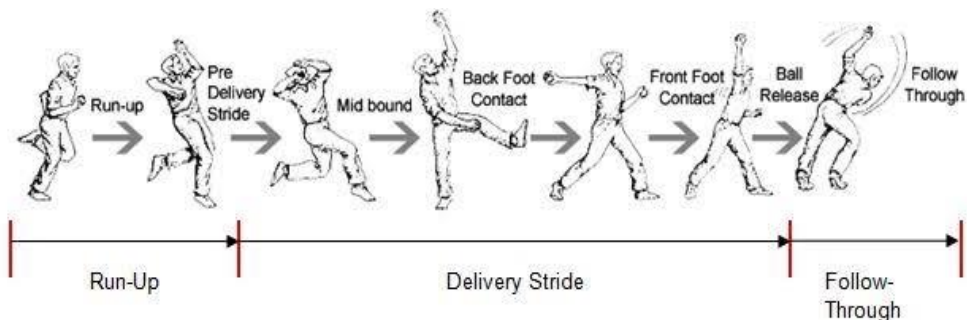 Run-up
Pre
Delivery
Stride
Mid bound
Back Foot
Contact
Front Foot
Contact
Ball
Release
Follow
Through
Run-Up
Delivery Stride
Follow-
Through